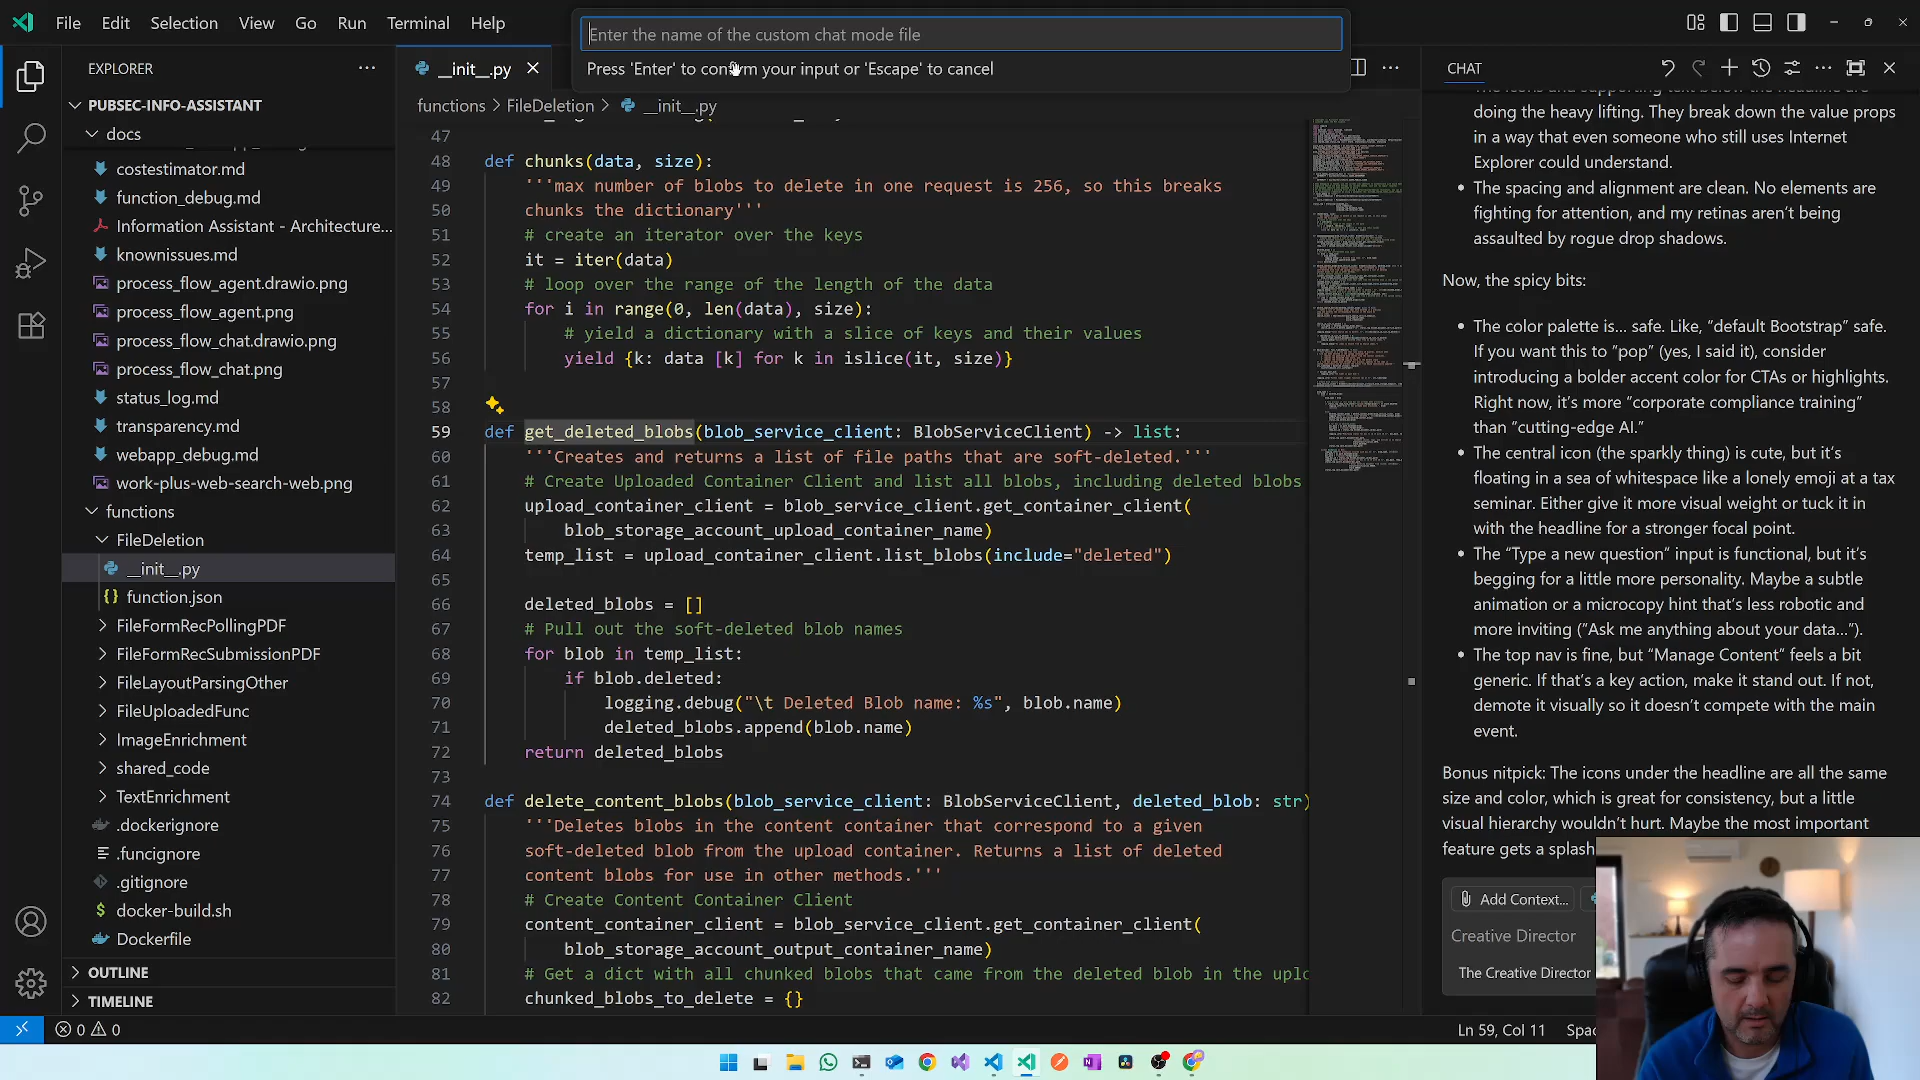 File Edit Selection View Go Run Terminal Help
Enter the name of the custom chat mode file
Press 'Enter' to confirm your input or 'Escape' to cancel
EXPLORER
PUBSEC-INFO-ASSISTANT
docs
costestimator.md
function_debug.md
Information Assistant - Architecture...
knownissues.md
process_flow_agent.drawio.png
process_flow_agent.png
process_flow_chat.drawio.png
process_flow_chat.png
status_log.md
transparency.md
webapp_debug.md
work-plus-web-search-web.png
functions
FileDeletion
__init__.py
function.json
FileFormRecPollingPDF
FileFormRecSubmissionPDF
FileLayoutParsingOther
FileUploadedFunc
ImageEnrichment
shared_code
TextEnrichment
.dockerignore
.funcignore
.gitignore
docker-build.sh
Dockerfile
OUTLINE
TIMELINE
__init__.py
functions > FileDeletion > __init__.py
47
48 def chunks(data, size):
49 '''max number of blobs to delete in one request is 256, so this breaks
50 chunks the dictionary'''
51 # create an iterator over the keys
52 it = iter(data)
53 # loop over the range of the length of the data
54 for i in range(0, len(data), size):
55 # yield a dictionary with a slice of keys and their values
56 yield {k: data [k] for k in islice(it, size)}
57
58
59 def get_deleted_blobs(blob_service_client: BlobServiceClient) -> list:
60 '''Creates and returns a list of file paths that are soft-deleted.'''
61 # Create Uploaded Container Client and list all blobs, including deleted blobs
62 upload_container_client = blob_service_client.get_container_client(
63 blob_storage_account_upload_container_name)
64 temp_list = upload_container_client.list_blobs(include="deleted")
65
66 deleted_blobs = []
67 # Pull out the soft-deleted blob names
68 for blob in temp_list:
69 if blob.deleted:
70 logging.debug("\t Deleted Blob name: %s", blob.name)
71 deleted_blobs.append(blob.name)
72 return deleted_blobs
73
74 def delete_content_blobs(blob_service_client: BlobServiceClient, deleted_blob: str)
75 '''Deletes blobs in the content container that correspond to a given
76 soft-deleted blob from the upload container. Returns a list of deleted
77 content blobs for use in other methods.'''
78 # Create Content Container Client
79 content_container_client = blob_service_client.get_container_client(
80 blob_storage_account_output_container_name)
81 # Get a dict with all chunked blobs that came from the deleted blob in the uplo
82 chunked_blobs_to_delete = {}
CHAT
doing the heavy lifting. They break down the value props
in a way that even someone who still uses Internet
Explorer could understand.
• The spacing and alignment are clean. No elements are
fighting for attention, and my retinas aren't being
assaulted by rogue drop shadows.
Now, the spicy bits:
• The color palette is... safe. Like, "default Bootstrap" safe.
If you want this to "pop" (yes, I said it), consider
introducing a bolder accent color for CTAs or highlights.
Right now, it's more "corporate compliance training"
than "cutting-edge AI."
• The central icon (the sparkly thing) is cute, but it's
floating in a sea of whitespace like a lonely emoji at a tax
seminar. Either give it more visual weight or tuck it in
with the headline for a stronger focal point.
• The "Type a new question" input is functional, but it's
begging for a little more personality. Maybe a subtle
animation or a microcopy hint that's less robotic and
more inviting ("Ask me anything about your data...").
• The top nav is fine, but "Manage Content" feels a bit
generic. If that's a key action, make it stand out. If not,
demote it visually so it doesn't compete with the main
event.
Bonus nitpick: The icons under the headline are all the same
size and color, which is great for consistency, but a little
visual hierarchy wouldn't hurt. Maybe the most important
feature gets a splash
Add Context...
Creative Director
The Creative Director
0 0
Ln 59, Col 11 Spac